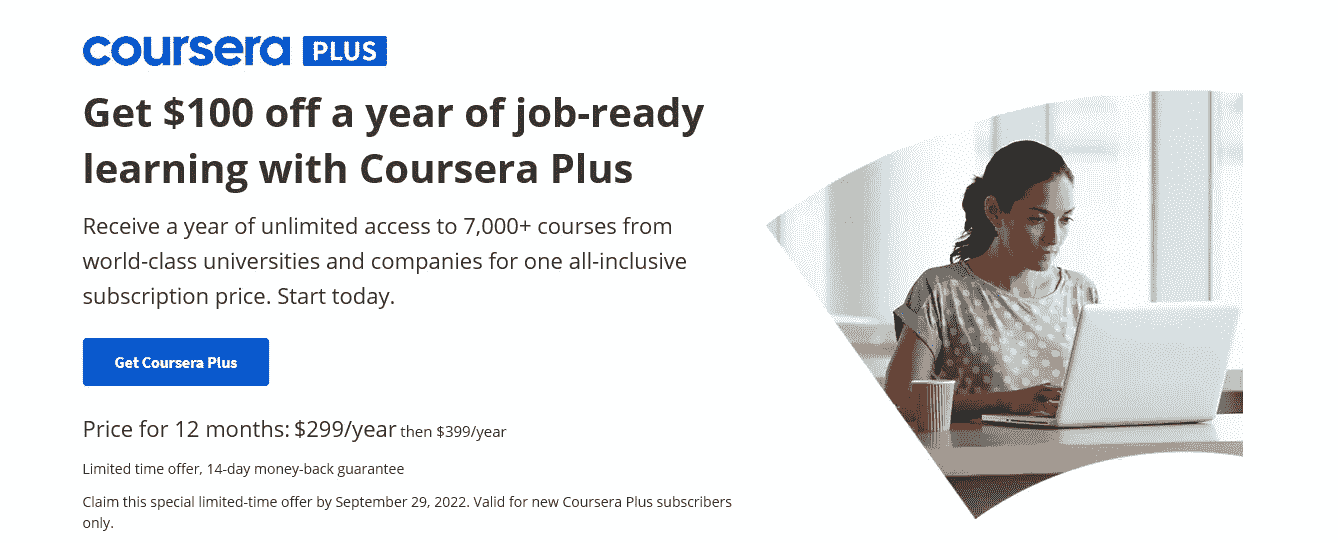 coursera PLUS
Get $100 off a year of job-ready
learning with Coursera Plus
Receive a year of unlimited access to 7,000+ courses from
world-class universities and companies for one all-inclusive
subscription price. Start today.
Get Coursera Plus
Price for 12 months: $299/year then $399/year
Limited time offer, 14-day money-back guarantee
Claim this special limited-time offer by September 29, 2022. Valid for new Coursera Plus subscribers
only.